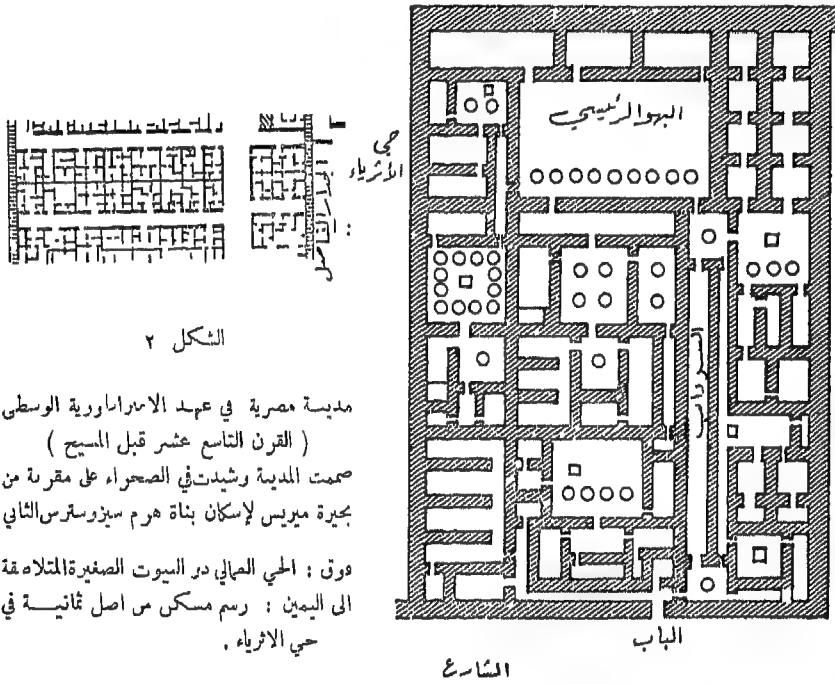 البهو الرئيسي
حي
الأثرياء
السرداب
الباب
الشارع
الشكل ٢
مدينة مصرية في عهد الامبراطورية الوسطى
( القرن التاسع عشر قبل المسيح )
صممت المدينة وشيدت في الصحراء على مقربة من
بحيرة ميريس لإسكان بناة هرم سيزوسترس الثاني
فوق : الحي العمالي ذو البيوت الصغيرة المتلاصقة
الى اليمين : رسم مسكن من اصل ثمانية في
حي الاثرياء .